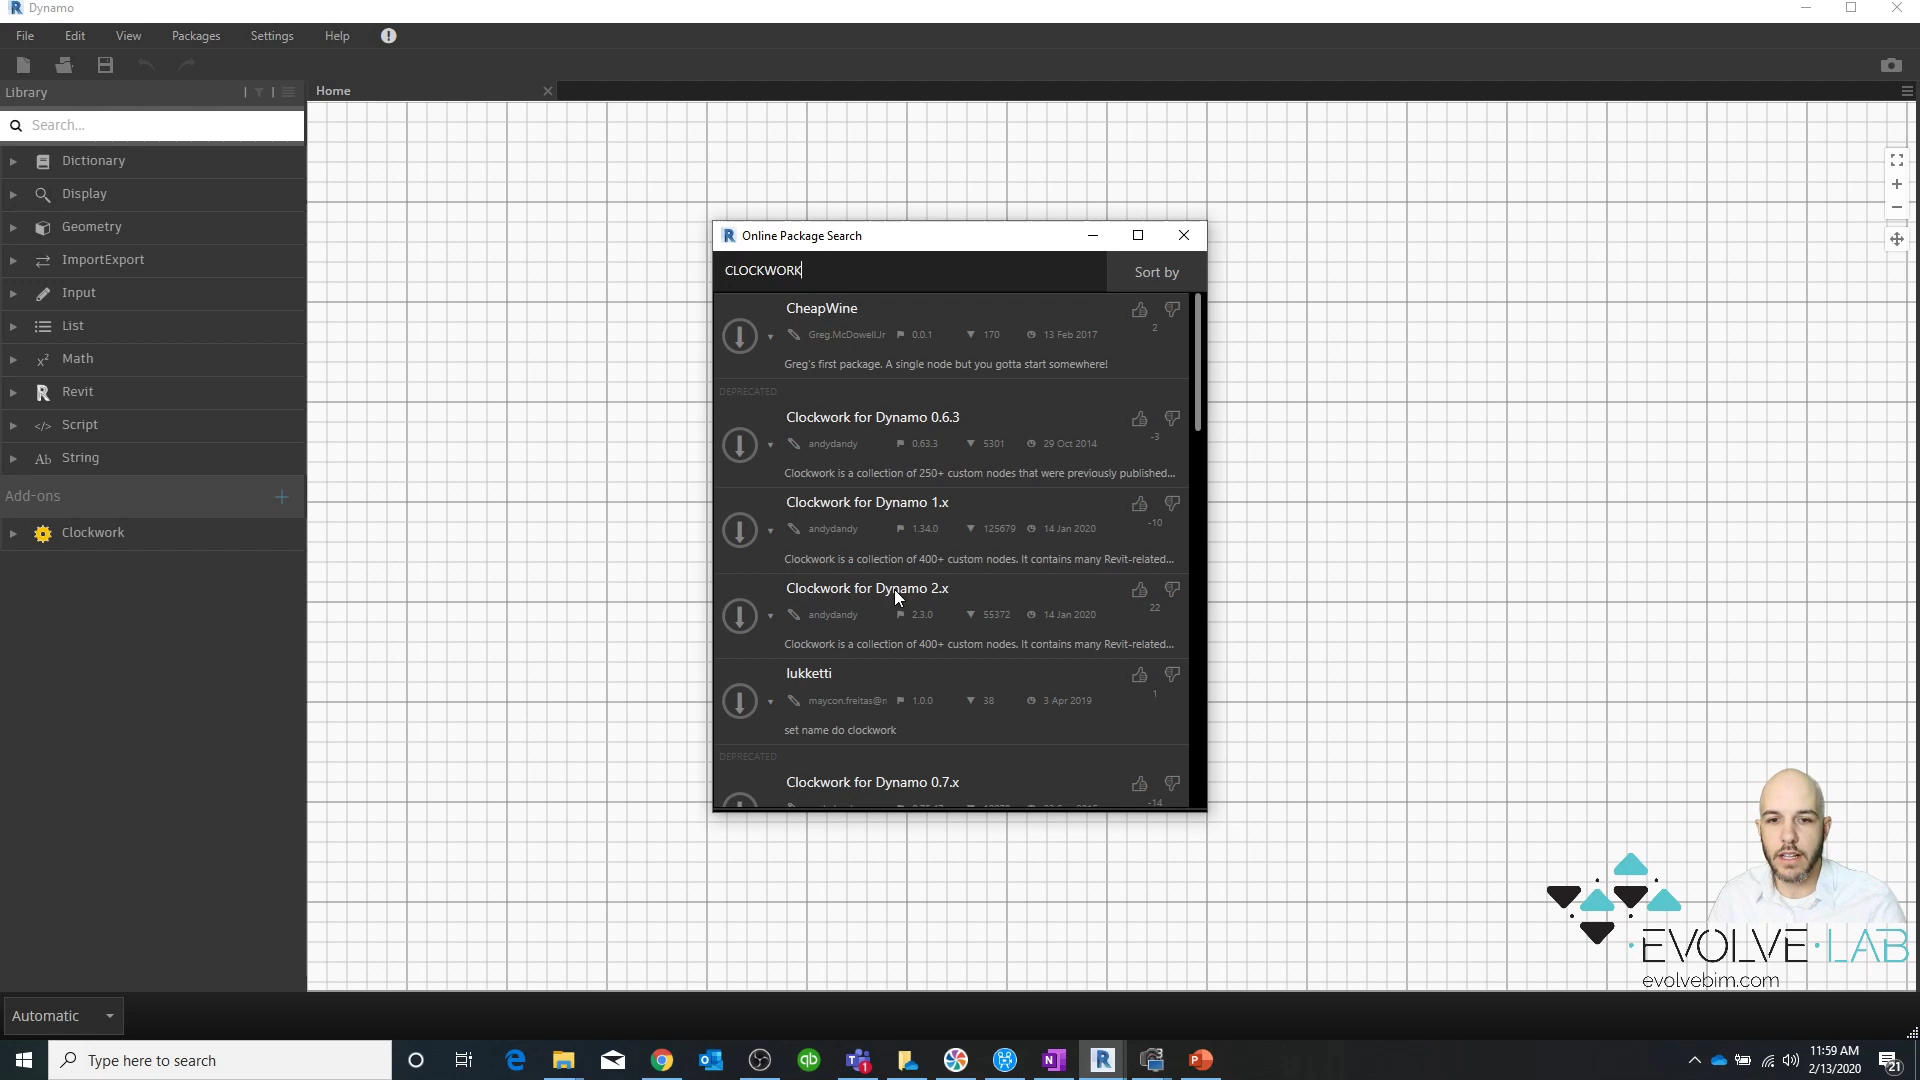 Dynamo
File Edit View Packages Settings Help
Library
Home
Search...
Dictionary
Display
Geometry
ImportExport
Input
List
Math
Revit
Script
String
Add-ons
Clockwork
Online Package Search
CLOCKWORK
Sort by
CheapWine
Greg.McDowellJr 0.0.1 170 13 Feb 2017
2
Greg's first package. A single node but you gotta start somewhere!
DEPRECATED
Clockwork for Dynamo 0.6.3
andydandy 0.63.3 5301 29 Oct 2014
-3
Clockwork is a collection of 250+ custom nodes that were previously published...
Clockwork for Dynamo 1.x
andydandy 1.34.0 125679 14 Jan 2020
-10
Clockwork is a collection of 400+ custom nodes. It contains many Revit-related...
Clockwork for Dynamo 2.x
andydandy 2.3.0 55372 14 Jan 2020
22
Clockwork is a collection of 400+ custom nodes. It contains many Revit-related...
lukketti
maycon.freitas@ 1.0.0 38 3 Apr 2019
1
set name do clockwork
DEPRECATED
Clockwork for Dynamo 0.7.x
-14
EVOLVE LAB
evolvebim.com
Automatic
Type here to search
11:59 AM
2/13/2020
21